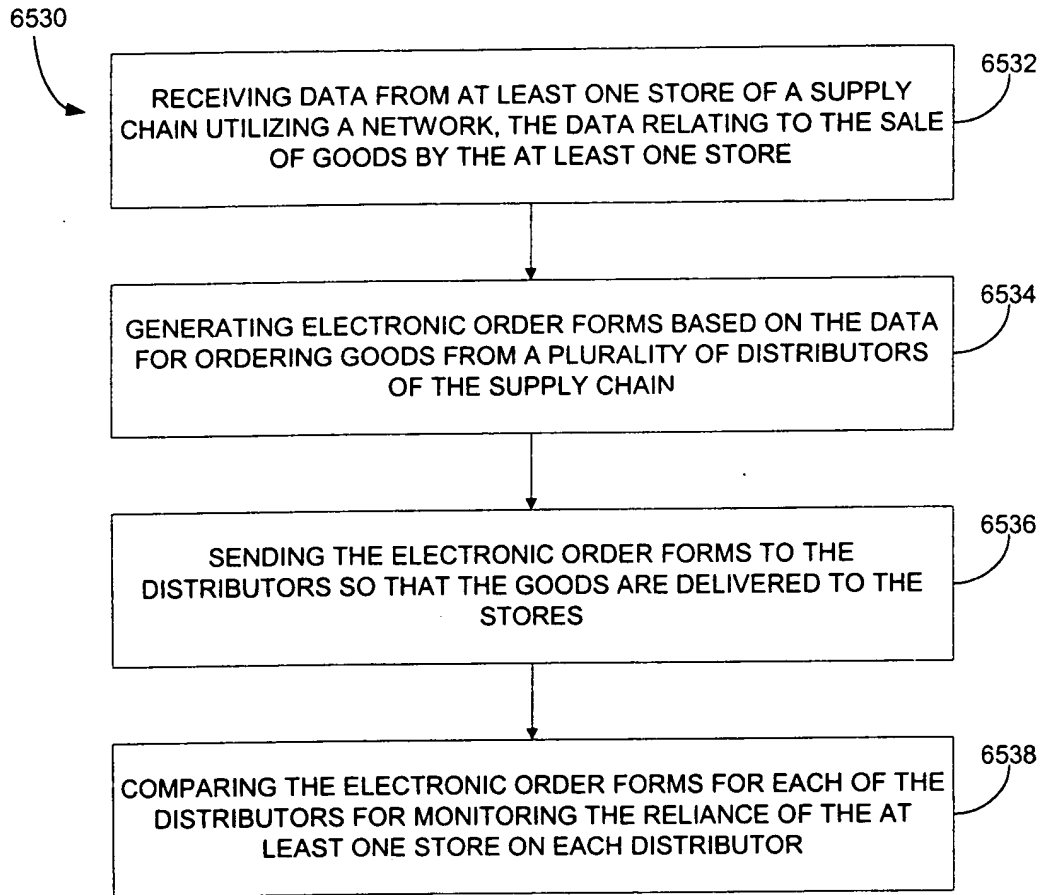 6530
6532
RECEIVING DATA FROM AT LEAST ONE STORE OF A SUPPLY
CHAIN UTILIZING A NETWORK, THE DATA RELATING TO THE SALE
OF GOODS BY THE AT LEAST ONE STORE
6534
GENERATING ELECTRONIC ORDER FORMS BASED ON THE DATA
FOR ORDERING GOODS FROM A PLURALITY OF DISTRIBUTORS
OF THE SUPPLY CHAIN
6536
SENDING THE ELECTRONIC ORDER FORMS TO THE
DISTRIBUTORS SO THAT THE GOODS ARE DELIVERED TO THE
STORES
6538
COMPARING THE ELECTRONIC ORDER FORMS FOR EACH OF THE
DISTRIBUTORS FOR MONITORING THE RELIANCE OF THE AT
LEAST ONE STORE ON EACH DISTRIBUTOR